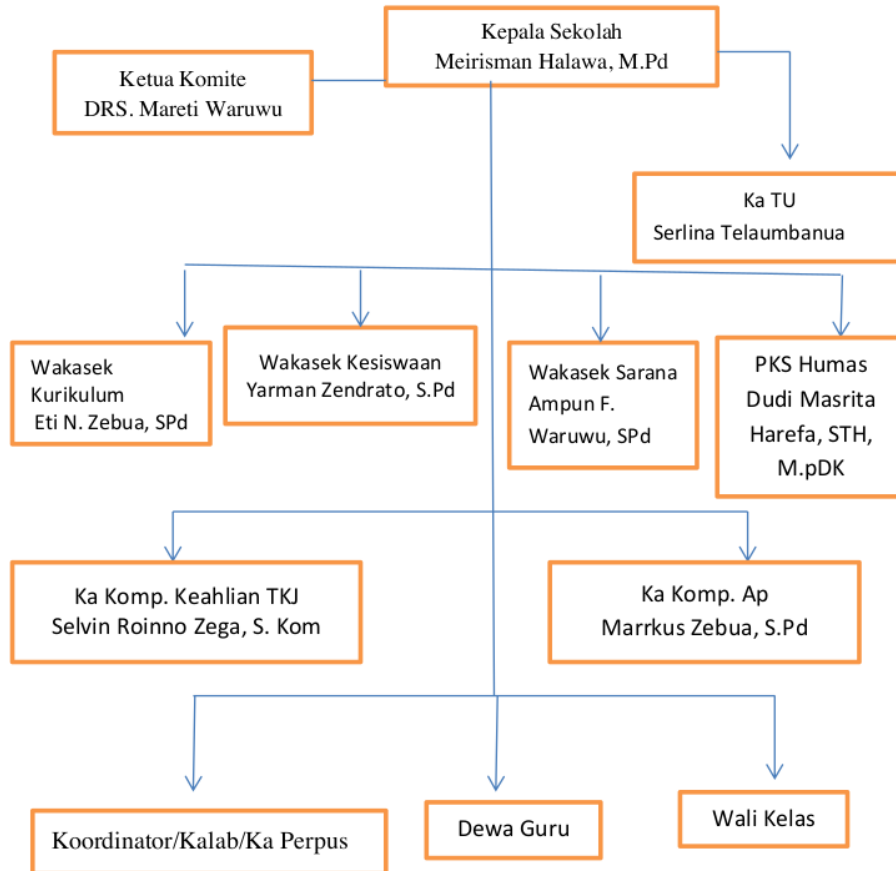 Kepala Sekolah
Meirisman Halawa, M.Pd
Ketua Komite
DRS. Mareti Waruwu
Ka TU
Serlina Telaumbanua
Wakasek
Kurikulum
Eti N. Zebua, SPd
Wakasek Kesiswaan
Yarman Zendrato, S.Pd
Wakasek Sarana
Ampun F.
Waruwu, SPd
PKS Humas
Dudi Masrita
Harefa, STH,
M.pDK
Ka Komp. Keahlian TKJ
Selvin Roinno Zega, S. Kom
Ka Komp. Ap
Marrkus Zebua, S.Pd
Koordinator/Kalab/Ka Perpus
Dewa Guru
Wali Kelas